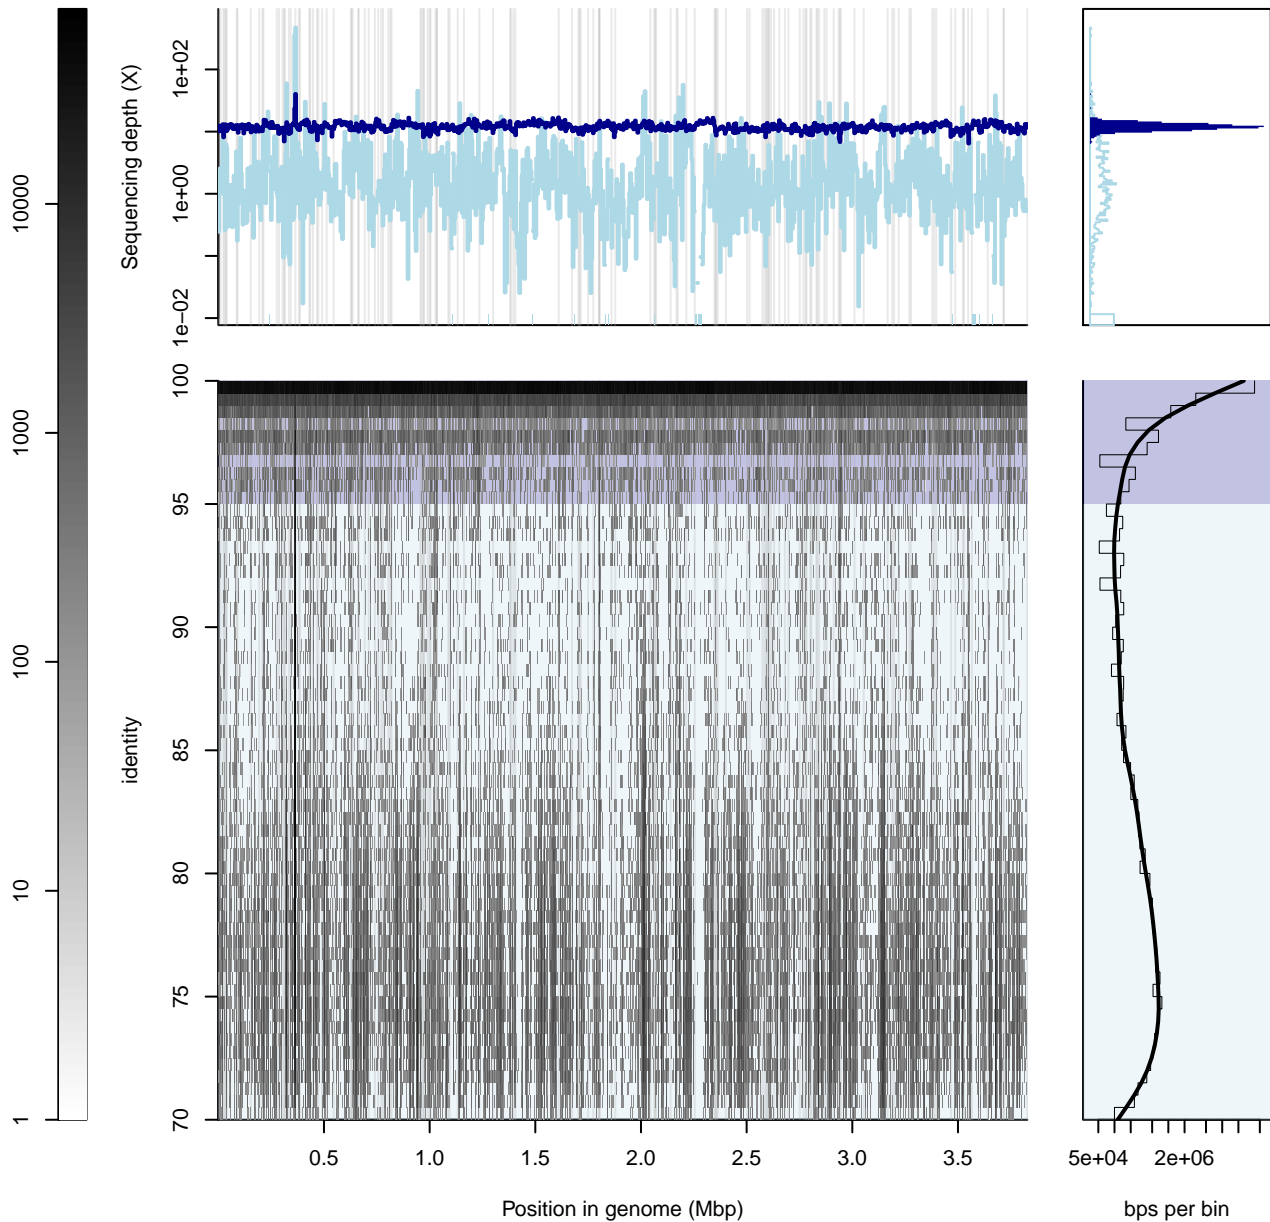 10000
1000
100
10
1
Sequencing depth (X)
1e+02
1e+00
1e-02
identity
100
95
90
85
80
75
70
0.5 1.0 1.5 2.0 2.5 3.0 3.5
Position in genome (Mbp)
5e+04 2e+06
bps per bin